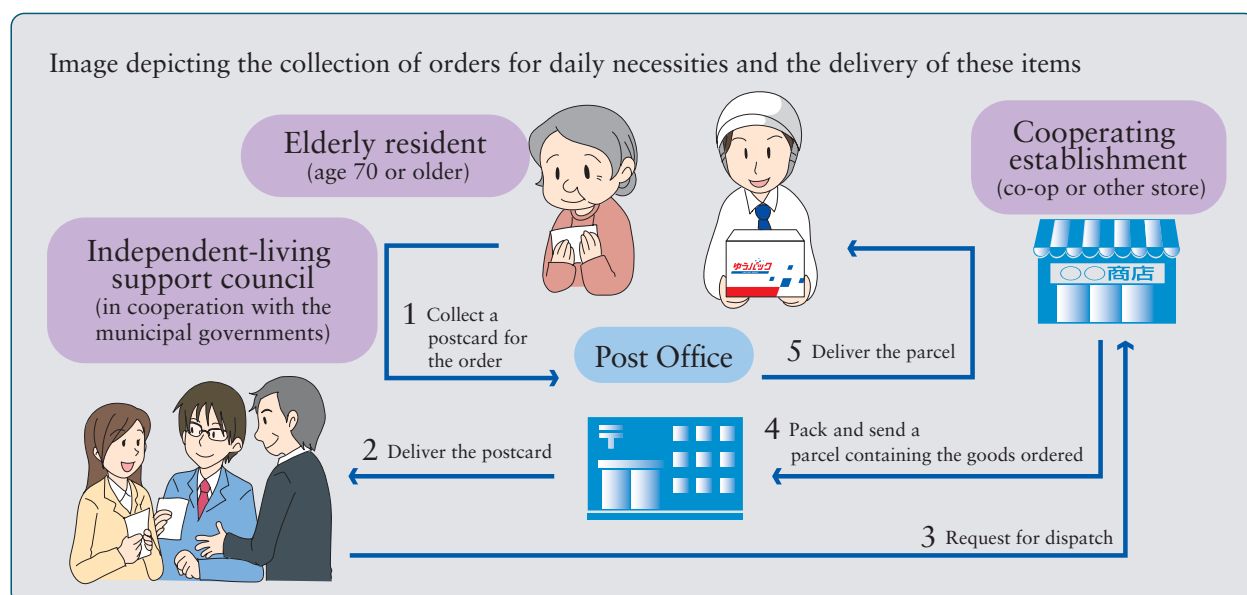 Image depicting the collection of orders for daily necessities and the delivery of these items
Elderly resident
(age 70 or older)
Cooperating
establishment
(co-op or other store)
Independent-living
support council
(in cooperation with the
municipal governments)
ゆうパック
○○商店
1 Collect a
postcard for
the order
Post Office
5 Deliver the parcel
2 Deliver the postcard
4 Pack and send a
parcel containing the goods ordered
3 Request for dispatch